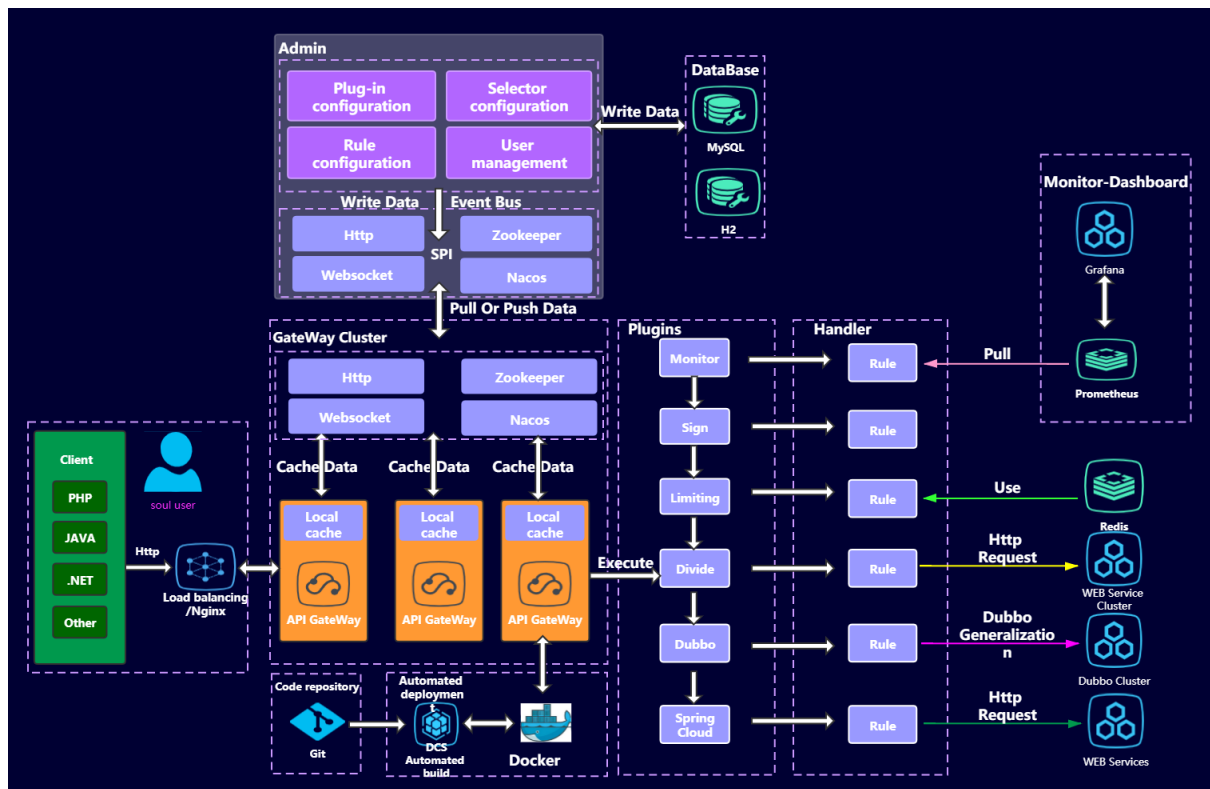 Admin
Plug-in
configuration
Selector
configuration
Rule
configuration
User
management
Write Data
Event Bus
Http
Zookeeper
SPI
Websocket
Nacos
Write Data
DataBase
MySQL
H2
Monitor-Dashboard
Grafana
Prometheus
Pull Or Push Data
GateWay Cluster
Http
Zookeeper
Websocket
Nacos
Cache Data
Cache Data
Cache Data
Local
cache
API GateWay
Local
cache
API GateWay
Local
cache
API GateWay
Client
PHP
JAVA
.NET
Other
soul user
Http
Load balancing
/Nginx
Execute
Code repository
Git
Automated
deploymen
t
DCS
Automated
build
Docker
Plugins
Monitor
Sign
Limiting
Divide
Dubbo
Spring
Cloud
Handler
Rule
Rule
Rule
Rule
Rule
Rule
Pull
Use
Redis
Http
Request
WEB Service
Cluster
Dubbo
Generalizatio
n
Dubbo Cluster
Http
Request
WEB Services